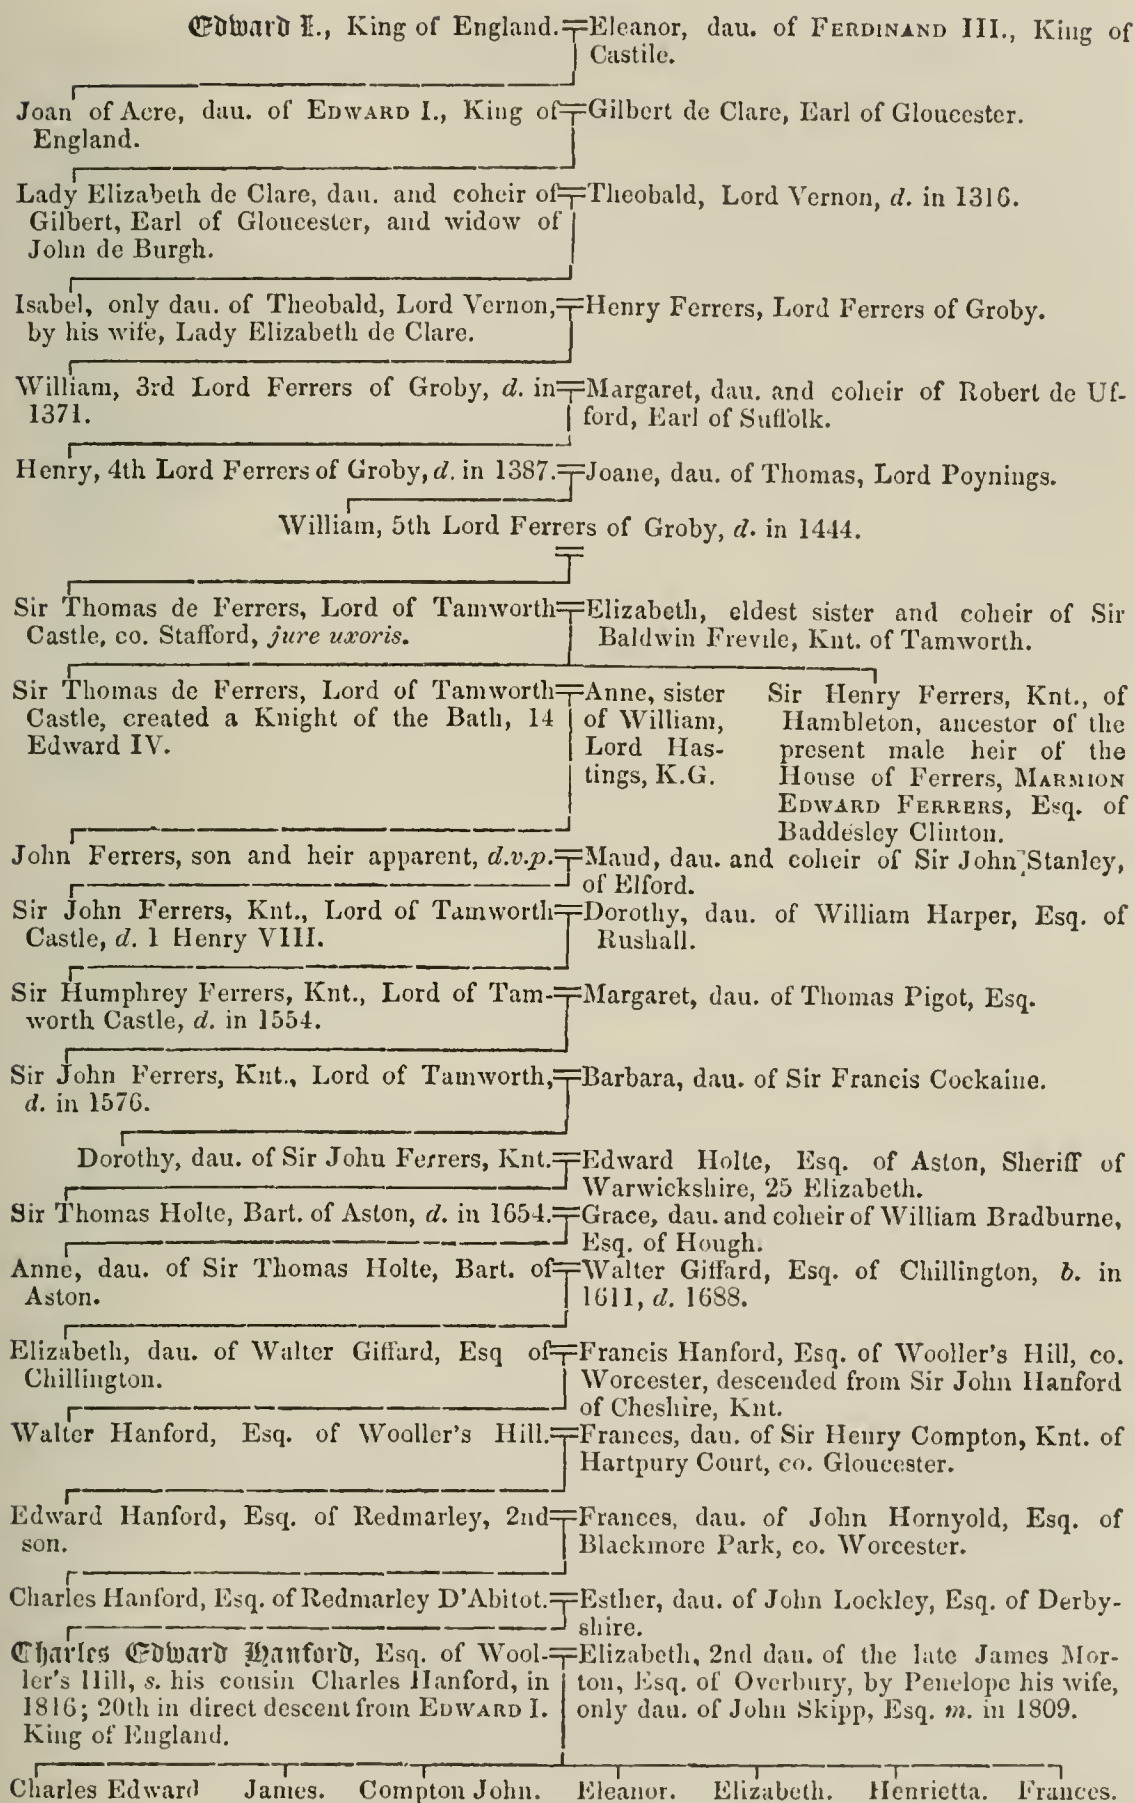 Edward I., King of England.
Eleanor, dau. of FERDINAND III., King of
Castile.
Joan of Acre, dau. of EDWARD I., King of
England.
Gilbert de Clare, Earl of Gloucester.
Lady Elizabeth de Clare, dau. and coheir of
Gilbert, Earl of Gloucester, and widow of
John de Burgh.
Theobald, Lord Vernon, d. in 1316.
Isabel, only dau. of Theobald, Lord Vernon,
by his wife, Lady Elizabeth de Clare.
Henry Ferrers, Lord Ferrers of Groby.
William, 3rd Lord Ferrers of Groby, d. in
1371.
Margaret, dau. and coheir of Robert de Uf-
ford, Earl of Suffolk.
Henry, 4th Lord Ferrers of Groby, d. in 1387.
Joane, dau. of Thomas, Lord Poynings.
William, 5th Lord Ferrers of Groby, d. in 1444.
Sir Thomas de Ferrers, Lord of Tamworth
Castle, co. Stafford, jure uxoris.
Elizabeth, eldest sister and coheir of Sir
Baldwin Frevile, Knt. of Tamworth.
Sir Thomas de Ferrers, Lord of Tamworth
Castle, created a Knight of the Bath, 14
Edward IV.
Anne, sister
of William,
Lord Has-
tings, K.G.
Sir Henry Ferrers, Knt., of
Hambleton, ancestor of the
present male heir of the
House of Ferrers, MARMION
EDWARD FERRERS, Esq. of
Baddesley Clinton.
John Ferrers, son and heir apparent, d.v.p.
Maud, dau. and coheir of Sir John Stanley,
of Elford.
Sir John Ferrers, Knt., Lord of Tamworth
Castle, d. 1 Henry VIII.
Dorothy, dau. of William Harper, Esq. of
Rushall.
Sir Humphrey Ferrers, Knt., Lord of Tam-
worth Castle, d. in 1554.
Margaret, dau. of Thomas Pigot, Esq.
Sir John Ferrers, Knt., Lord of Tamworth,
d. in 1576.
Barbara, dau. of Sir Francis Cockaine.
Dorothy, dau. of Sir John Ferrers, Knt.
Edward Holte, Esq. of Aston, Sheriff of
Warwickshire, 25 Elizabeth.
Sir Thomas Holte, Bart. of Aston, d. in 1654.
Grace, dau. and coheir of William Bradburne,
Esq. of Hough.
Anne, dau. of Sir Thomas Holte, Bart. of
Aston.
Walter Giffard, Esq. of Chillington, b. in
1611, d. 1688.
Elizabeth, dau. of Walter Giffard, Esq of
Chillington.
Francis Hanford, Esq. of Wooller's Hill, co.
Worcester, descended from Sir John Hanford
of Cheshire, Knt.
Walter Hanford, Esq. of Wooller's Hill.
Frances, dau. of Sir Henry Compton, Knt. of
Hartpury Court, co. Gloucester.
Edward Hanford, Esq. of Redmarley, 2nd
son.
Frances, dau. of John Hornyold, Esq. of
Blackmore Park, co. Worcester.
Charles Hanford, Esq. of Redmarley D'Abitot.
Esther, dau. of John Lockley, Esq. of Derby-
shire.
Charles Edward Hanford, Esq. of Wool-
ler's Hill, s. his cousin Charles Hanford, in
1816; 20th in direct descent from EDWARD I.
King of England.
Elizabeth, 2nd dau. of the late James Mor-
ton, Esq. of Overbury, by Penelope his wife,
only dau. of John Skipp, Esq. m. in 1809.
Charles Edward James. Compton John. Eleanor. Elizabeth. Henrietta. Frances.